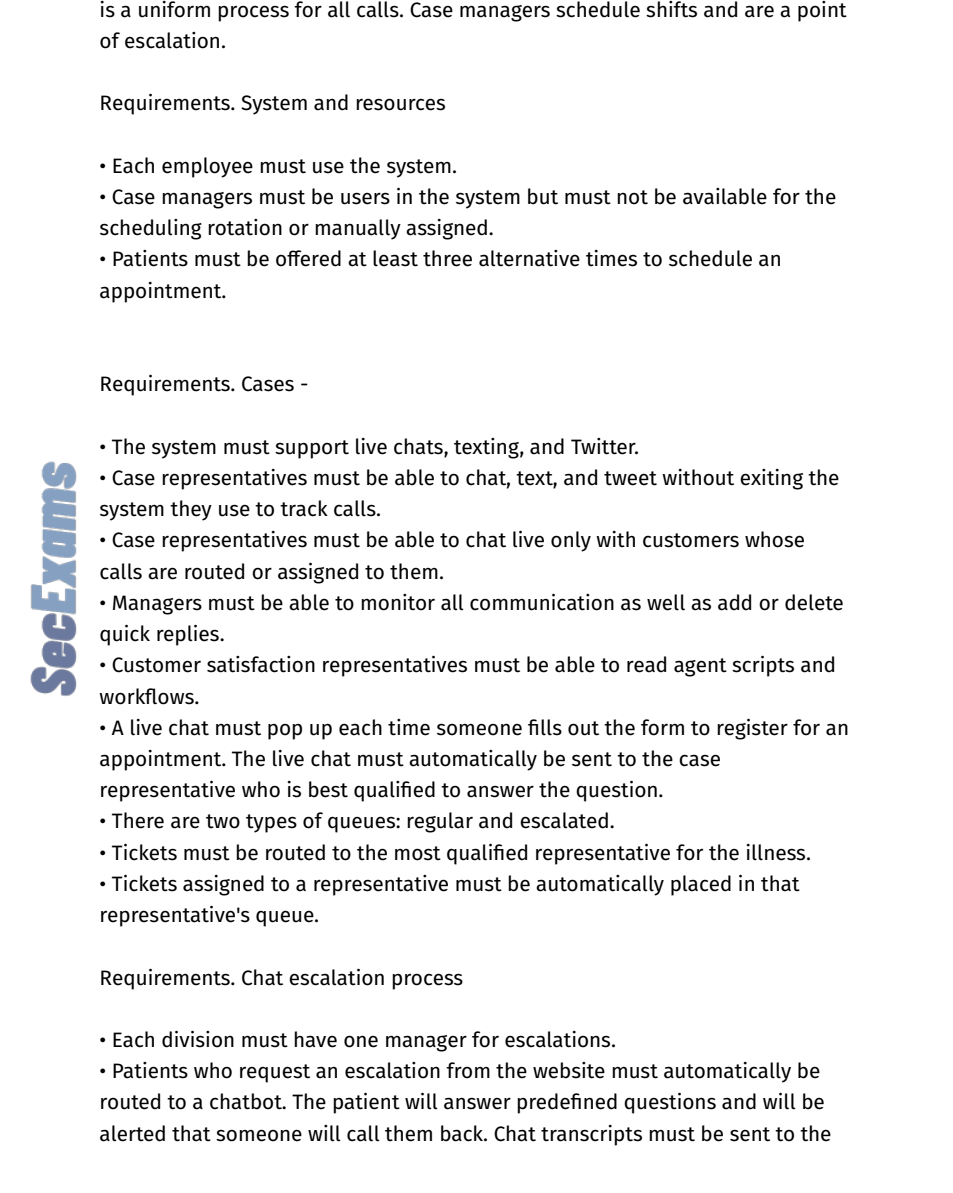 is a uniform process for all calls. Case managers schedule shifts and are a point
of escalation.
Requirements. System and resources
• Each employee must use the system.
• Case managers must be users in the system but must not be available for the
scheduling rotation or manually assigned.
• Patients must be offered at least three alternative times to schedule an
appointment.
Requirements. Cases -
• The system must support live chats, texting, and Twitter.
• Case representatives must be able to chat, text, and tweet without exiting the
system they use to track calls.
• Case representatives must be able to chat live only with customers whose
calls are routed or assigned to them.
• Managers must be able to monitor all communication as well as add or delete
quick replies.
• Customer satisfaction representatives must be able to read agent scripts and
workflows.
• A live chat must pop up each time someone fills out the form to register for an
appointment. The live chat must automatically be sent to the case
representative who is best qualified to answer the question.
• There are two types of queues: regular and escalated.
• Tickets must be routed to the most qualified representative for the illness.
• Tickets assigned to a representative must be automatically placed in that
representative's queue.
Requirements. Chat escalation process
• Each division must have one manager for escalations.
• Patients who request an escalation from the website must automatically be
routed to a chatbot. The patient will answer predefined questions and will be
alerted that someone will call them back. Chat transcripts must be sent to the
SecExams